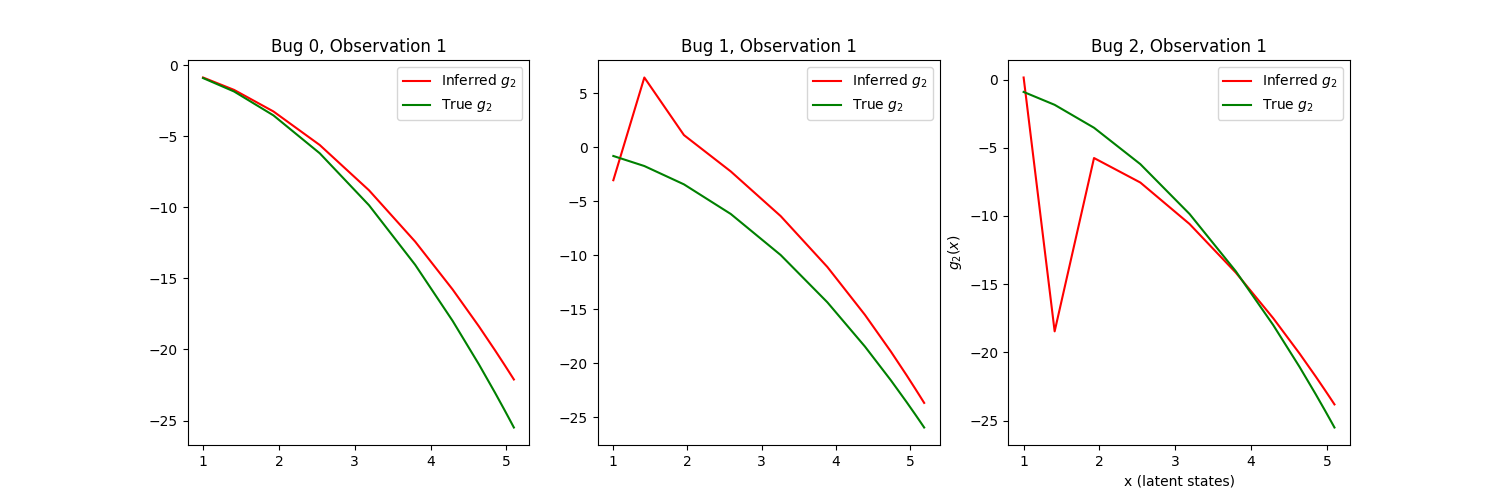 Bug 0, Observation 1
0
−5
−10
−15
−20
−25
1 2 3 4 5
Inferred g₂
True g₂
Bug 1, Observation 1
5
0
−5
−10
−15
−20
−25
1 2 3 4 5
Inferred g₂
True g₂
Bug 2, Observation 1
g₂(x)
0
−5
−10
−15
−20
−25
1 2 3 4 5
x (latent states)
Inferred g₂
True g₂